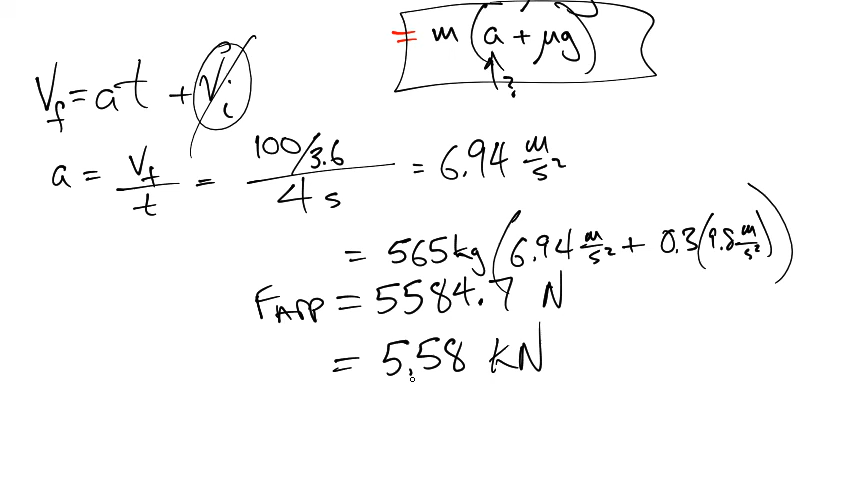 = m(a + μg)
?
Vf = at + Vi
a = Vf/t = 100/3.6 / 4 s = 6.94 m/s²
= 565 kg (6.94 m/s² + 0.3(9.8 m/s²))
FAPP = 5584.7 N
= 5.58 kN